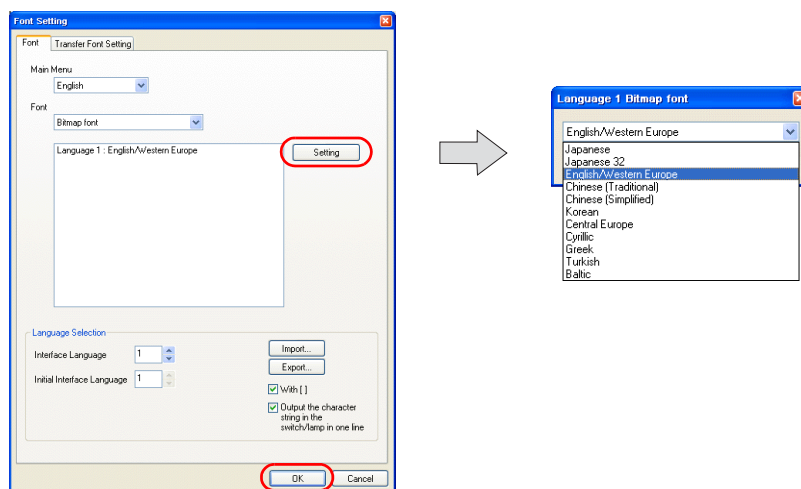 Font Setting
Font
Transfer Font Setting
Main Menu
English
Font
Bitmap font
Language 1 : English/Western Europe
Setting
Language Selection
Interface Language
1
Initial Interface Language
1
Import...
Export...
With [ ]
Output the character
string in the
switch/lamp in one line
OK
Cancel
Language 1 Bitmap font
English/Western Europe
Japanese
Japanese 32
English/Western Europe
Chinese (Traditional)
Chinese (Simplified)
Korean
Central Europe
Cyrillic
Greek
Turkish
Baltic